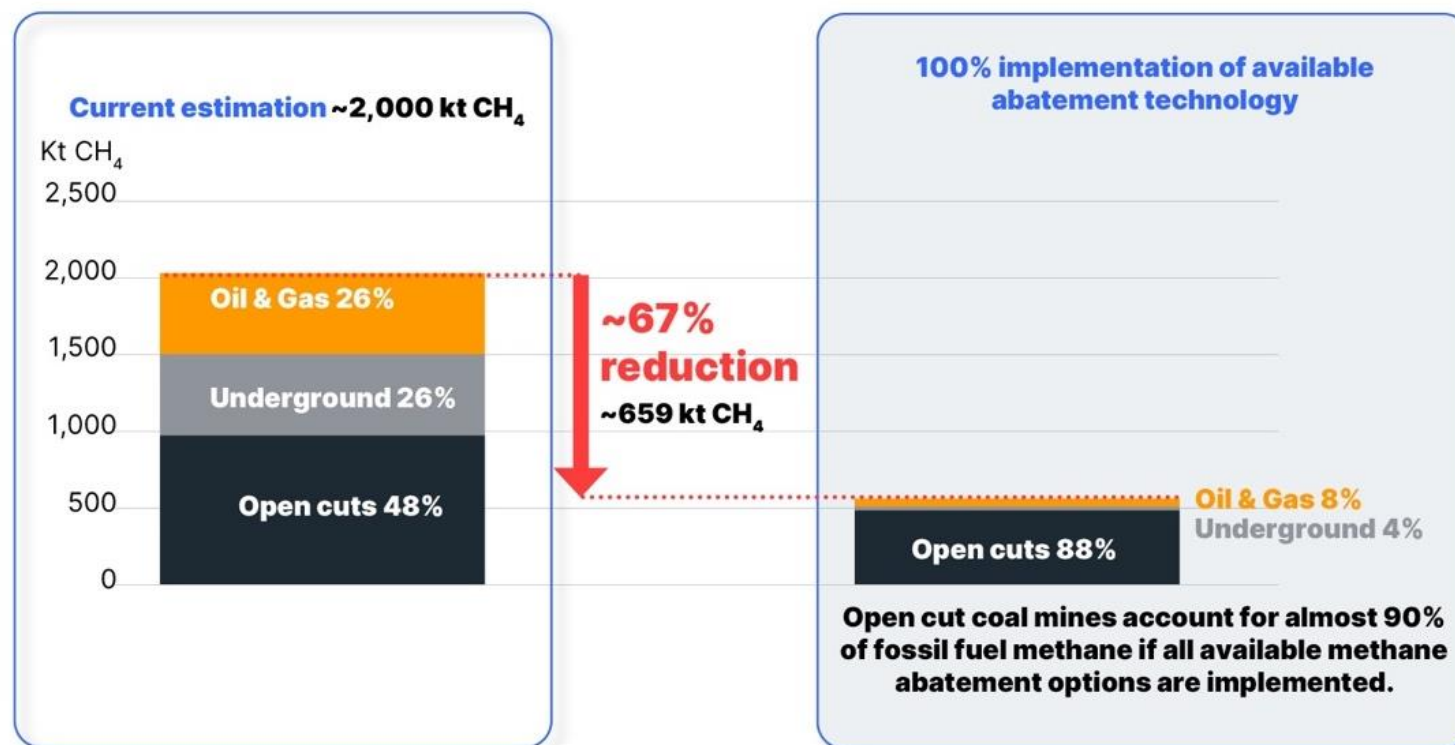 Current estimation ~2,000 kt CH₄
Kt CH₄
2,500
2,000
1,500
1,000
500
0
Oil & Gas 26%
Underground 26%
Open cuts 48%
~67%
reduction
~659 kt CH₄
100% implementation of available
abatement technology
Oil & Gas 8%
Underground 4%
Open cuts 88%
Open cut coal mines account for almost 90%
of fossil fuel methane if all available methane
abatement options are implemented.